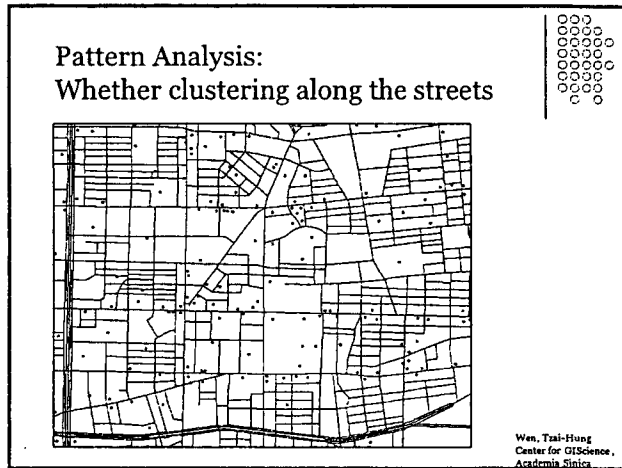 Pattern Analysis:
Whether clustering along the streets
Wen, Tzai-Hung
Center for GIScience,
Academia Sinica